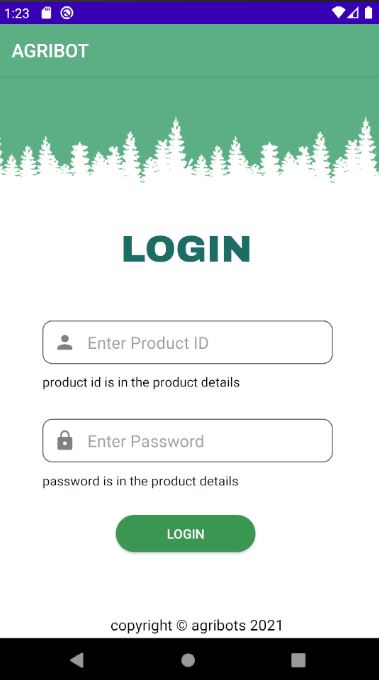 1:23
AGRIBOT
LOGIN
Enter Product ID
product id is in the product details
Enter Password
password is in the product details
LOGIN
copyright © agribots 2021